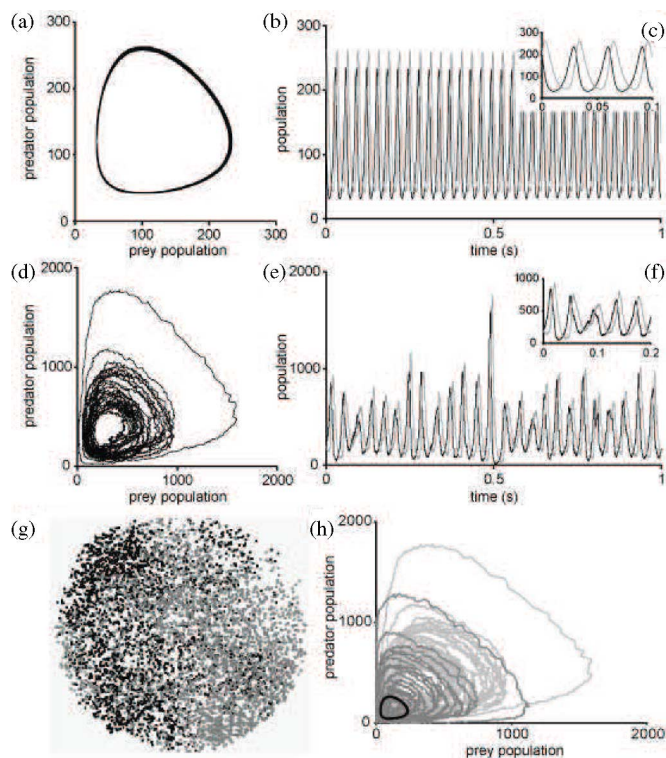 (a)
300
200
100
0
predator population
0 100 200 300
prey population
(b)
300
200
100
0
population
0 0.5 1
time (s)
(c)
300
200
100
0
0 0.05 0.1
(d)
2000
1000
0
predator population
0 1000 2000
prey population
(e)
2000
1000
0
population
0 0.5 1
time (s)
(f)
1000
500
0
0 0.1 0.2
(g)
(h)
2000
1000
0
predator population
0 1000 2000
prey population